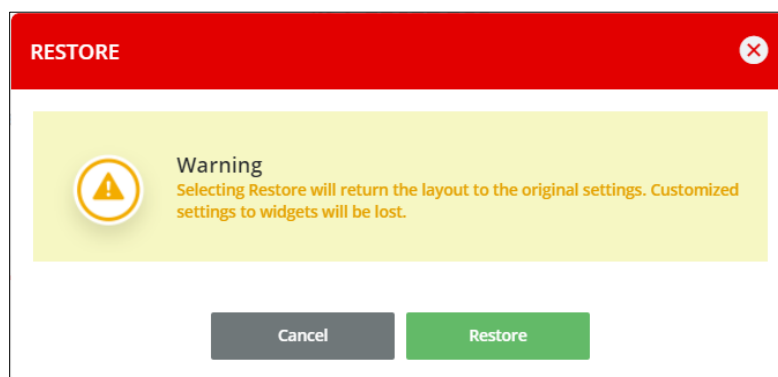 RESTORE
Warning
Selecting Restore will return the layout to the original settings. Customized
settings to widgets will be lost.
Cancel
Restore